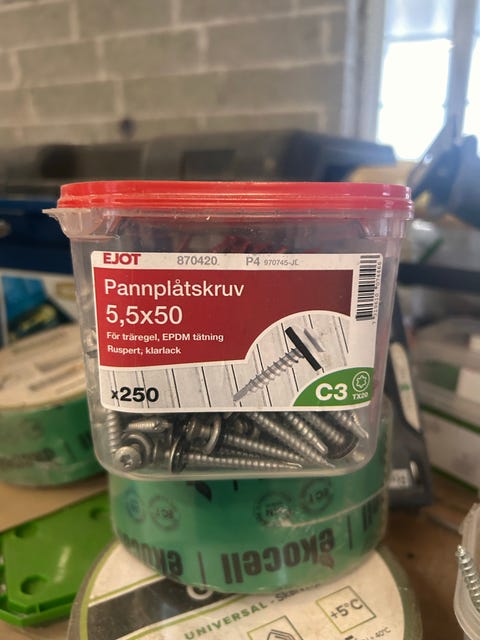 EJOT
870420. P4 970745-JL
Pannplåtskruv
5,5x50
För träregel, EPDM tätning
Ruspert, klarlack
x250
C3
TX20
ekocell
UNIVERSAL
+5°C